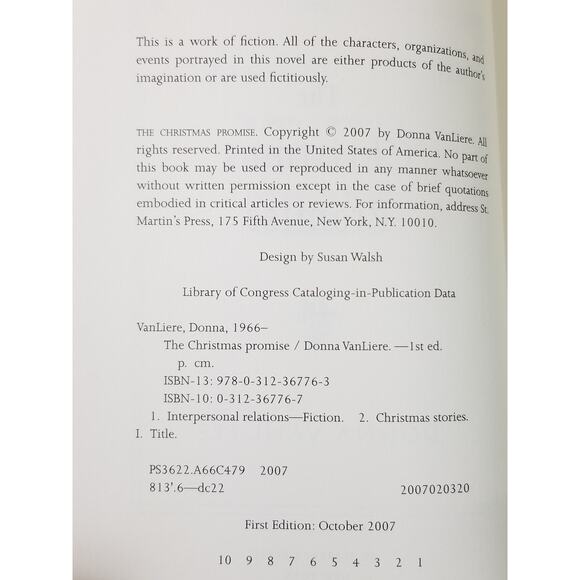 This is a work of fiction. All of the characters, organizations, and
events portrayed in this novel are either products of the author's
imagination or are used fictitiously.
THE CHRISTMAS PROMISE. Copyright © 2007 by Donna VanLiere. All
rights reserved. Printed in the United States of America. No part of
this book may be used or reproduced in any manner whatsoever
without written permission except in the case of brief quotations
embodied in critical articles or reviews. For information, address St.
Martin's Press, 175 Fifth Avenue, New York, N.Y. 10010.
Design by Susan Walsh
Library of Congress Cataloging-in-Publication Data
VanLiere, Donna, 1966–
The Christmas promise / Donna VanLiere. —1st ed.
p. cm.
ISBN-13: 978-0-312-36776-3
ISBN-10: 0-312-36776-7
1. Interpersonal relations—Fiction. 2. Christmas stories.
I. Title.
PS3622.A66C479 2007
813'.6—dc22 2007020320
First Edition: October 2007
10 9 8 7 6 5 4 3 2 1